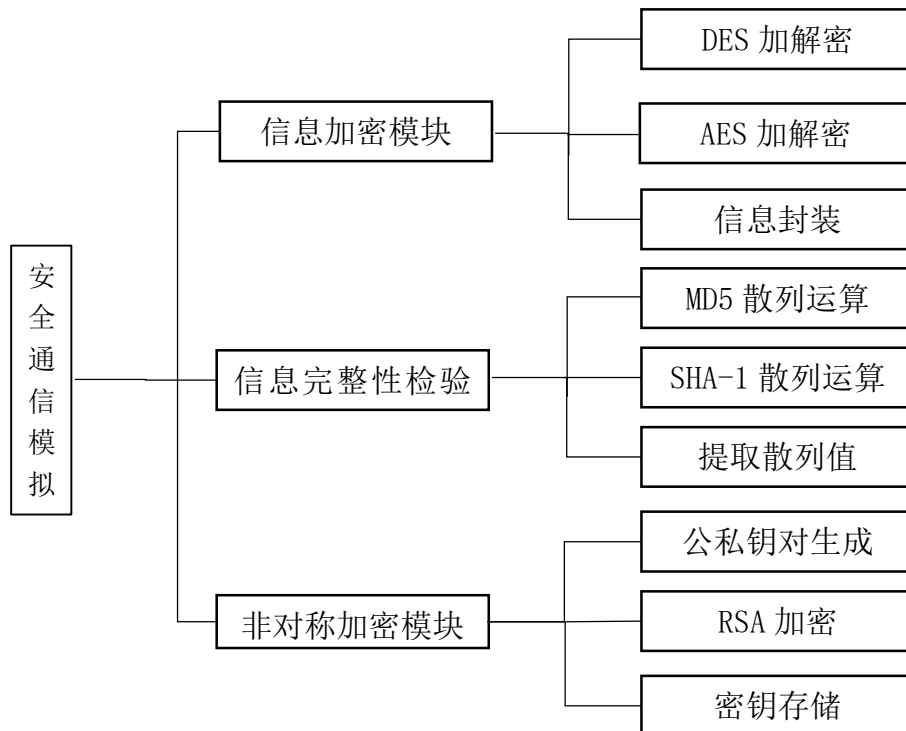 安全通信模拟
信息加密模块
DES 加解密
AES 加解密
信息封装
信息完整性检验
MD5 散列运算
SHA-1 散列运算
提取散列值
非对称加密模块
公私钥对生成
RSA 加密
密钥存储